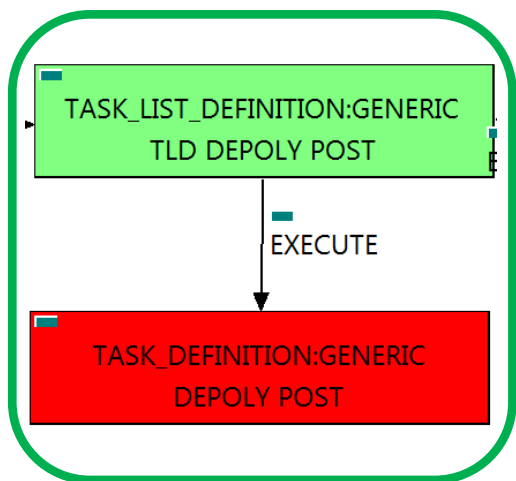 TASK_LIST_DEFINITION:GENERIC
TLD DEPOLY POST
EXECUTE
TASK_DEFINITION:GENERIC
DEPOLY POST